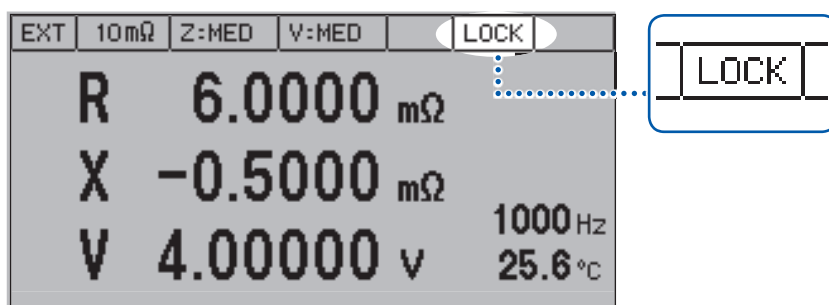 EXT 10mΩ Z:MED V:MED LOCK
LOCK
R 6.0000 mΩ
X -0.5000 mΩ
1000 Hz
V 4.00000 V
25.6 °C